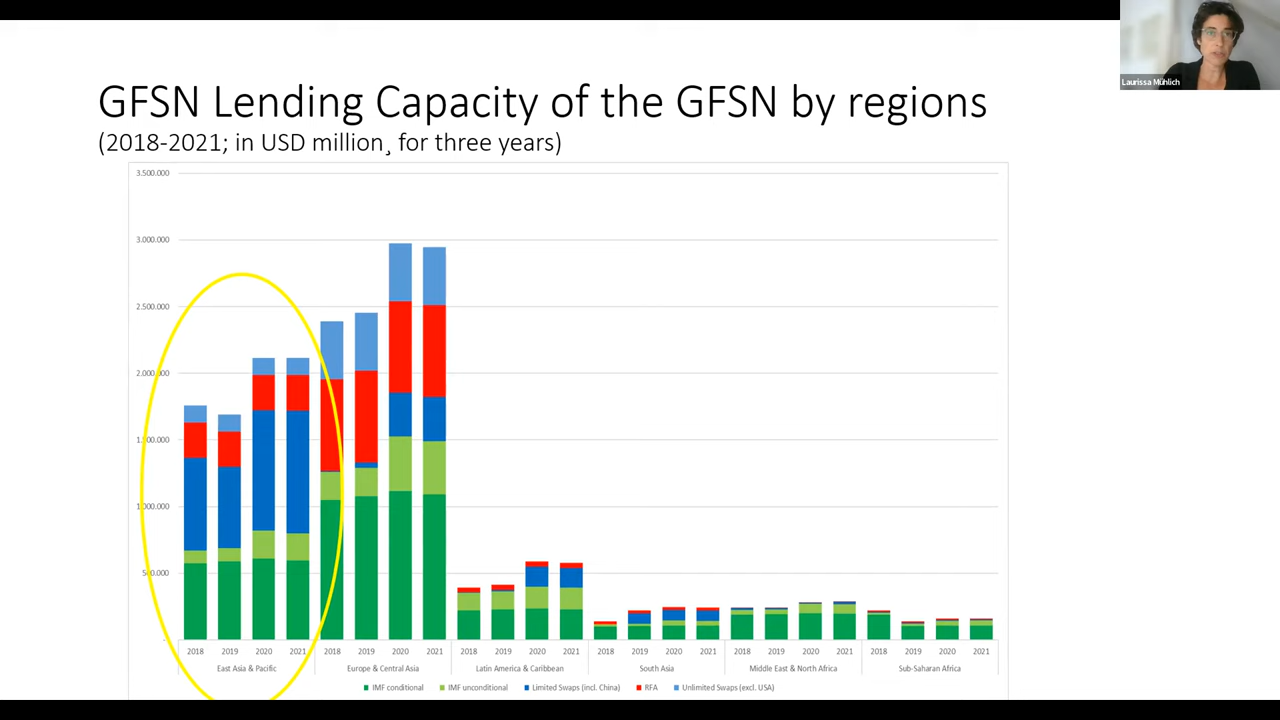 Laurissa Mühlich
GFSN Lending Capacity of the GFSN by regions
(2018-2021; in USD million¸ for three years)
3.500.000
3.000.000
2.500.000
2.000.000
1.500.000
1.000.000
500.000
-
2018 2019 2020 2021 2018 2019 2020 2021 2018 2019 2020 2021 2018 2019 2020 2021 2018 2019 2020 2021 2018 2019 2020 2021
East Asia & Pacific Europe & Central Asia Latin America & Caribbean South Asia Middle East & North Africa Sub-Saharan Africa
IMF conditional IMF unconditional Limited Swaps (incl. China) RFA Unlimited Swaps (excl. USA)